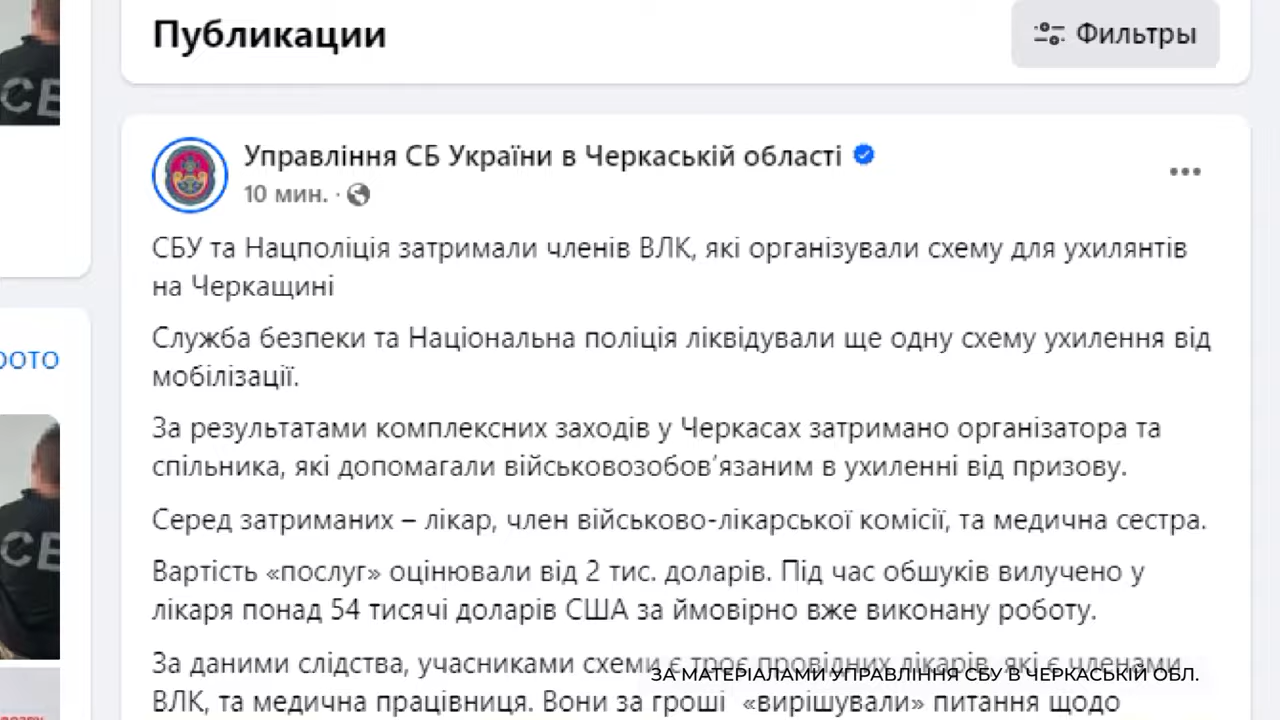 Публикации
Фильтры
Управління СБ України в Черкаській області
10 мин. ·
СБУ та Нацполіція затримали членів ВЛК, які організували схему для ухилянтів
на Черкащині
Служба безпеки та Національна поліція ліквідували ще одну схему ухилення від
мобілізації.
За результатами комплексних заходів у Черкасах затримано організатора та
спільника, які допомагали військовозобов’язаним в ухиленні від призову.
Серед затриманих – лікар, член військово-лікарської комісії, та медична сестра.
Вартість «послуг» оцінювали від 2 тис. доларів. Під час обшуків вилучено у
лікаря понад 54 тисячі доларів США за ймовірно вже виконану роботу.
За даними слідства, учасниками схеми є троє провідних лікарів, які є членами
ЗА МАТЕРІАЛАМИ УПРАВЛІННЯ СБУ В ЧЕРКАСЬКІЙ ОБЛ.
ВЛК, та медична працівниця. Вони за гроші «вирішували» питання щодо